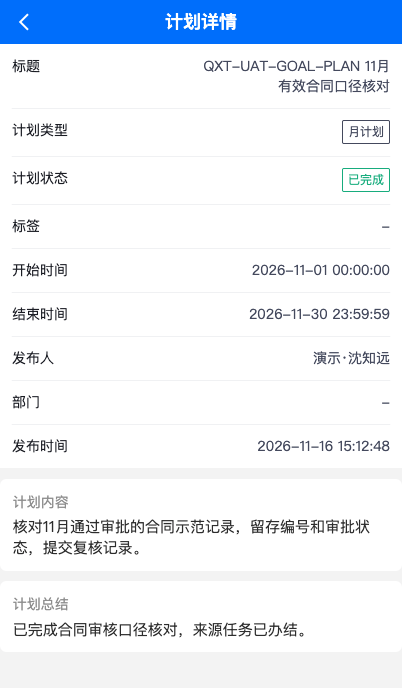 计划详情
标题
QXT-UAT-GOAL-PLAN 11月
有效合同口径核对
计划类型
月计划
计划状态
已完成
标签
-
开始时间
2026-11-01 00:00:00
结束时间
2026-11-30 23:59:59
发布人
演示·沈知远
部门
-
发布时间
2026-11-16 15:12:48
计划内容
核对11月通过审批的合同示范记录，留存编号和审批状
态，提交复核记录。
计划总结
已完成合同审核口径核对，来源任务已办结。